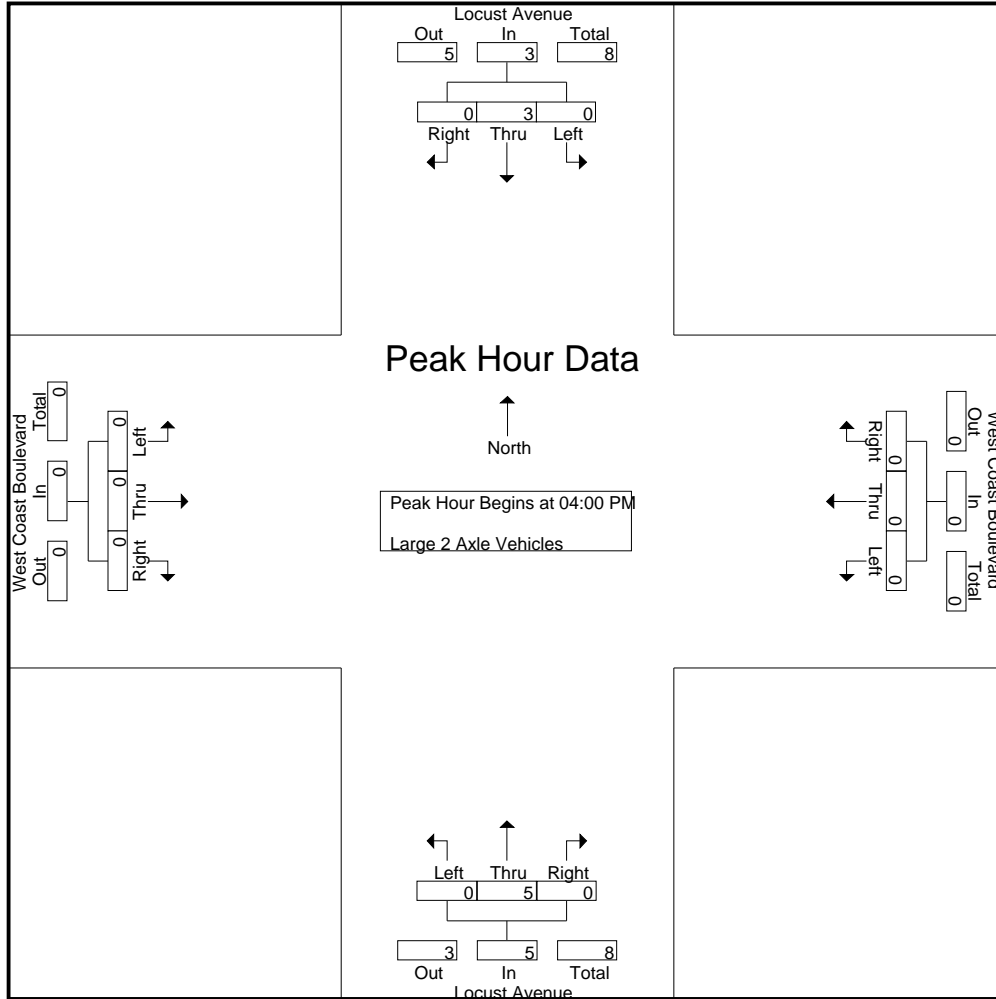 Locust Avenue
Out In Total
5 3 8
0 3 0
Right Thru Left
Peak Hour Data
North
Peak Hour Begins at 04:00 PM
Large 2 Axle Vehicles
West Coast Boulevard
Out In Total
0 0 0
0 0 0
Left Thru Right
Right Thru Left
0 0 0
0 0 0
Out In Total
West Coast Boulevard
Left Thru Right
0 5 0
3 5 8
Out In Total
Locust Avenue